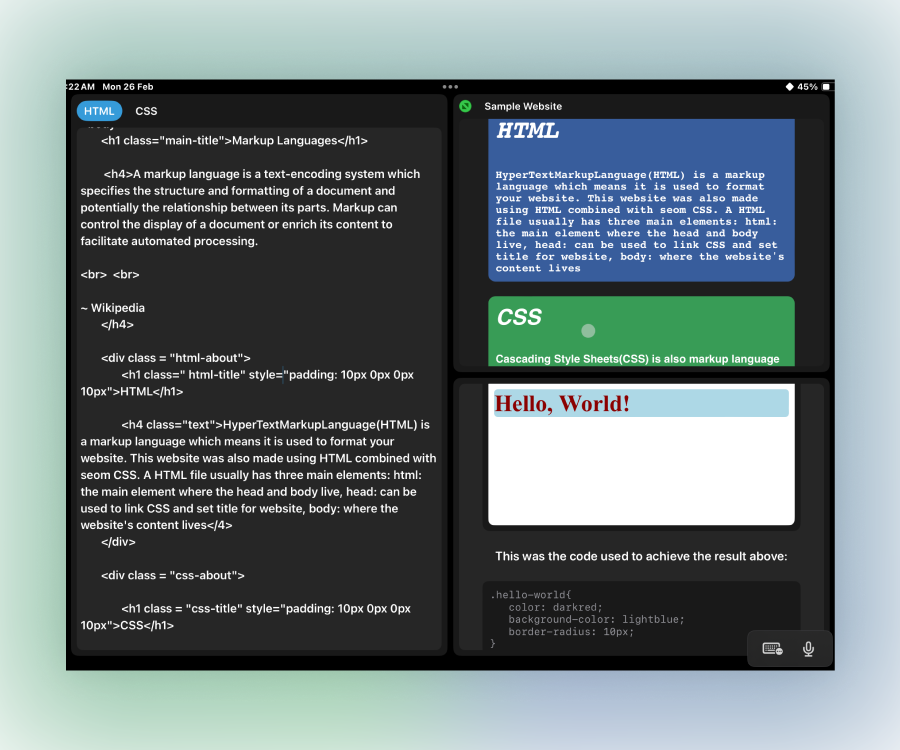 :22 AM Mon 26 Feb
45%
HTML CSS
<h1 class="main-title">Markup Languages</h1>
<h4>A markup language is a text-encoding system which
specifies the structure and formatting of a document and
potentially the relationship between its parts. Markup can
control the display of a document or enrich its content to
facilitate automated processing.
<br> <br>
~ Wikipedia
</h4>
<div class = "html-about">
<h1 class=" html-title" style="padding: 10px 0px 0px
10px">HTML</h1>
<h4 class="text">HyperTextMarkupLanguage(HTML) is
a markup language which means it is used to format your
website. This website was also made using HTML combined with
seom CSS. A HTML file usually has three main elements: html:
the main element where the head and body live, head: can be
used to link CSS and set title for website, body: where the
website's content lives</4>
</div>
<div class = "css-about">
<h1 class = "css-title" style="padding: 10px 0px 0px
10px">CSS</h1>
Sample Website
HTML
HyperTextMarkupLanguage(HTML) is a markup
language which means it is used to format
your website. This website was also made
using HTML combined with seom CSS. A HTML
file usually has three main elements: html:
the main element where the head and body
live, head: can be used to link CSS and set
title for website, body: where the website's
content lives
CSS
Cascading Style Sheets(CSS) is also markup language
Hello, World!
This was the code used to achieve the result above:
.hello-world{
color: darkred;
background-color: lightblue;
border-radius: 10px;
}